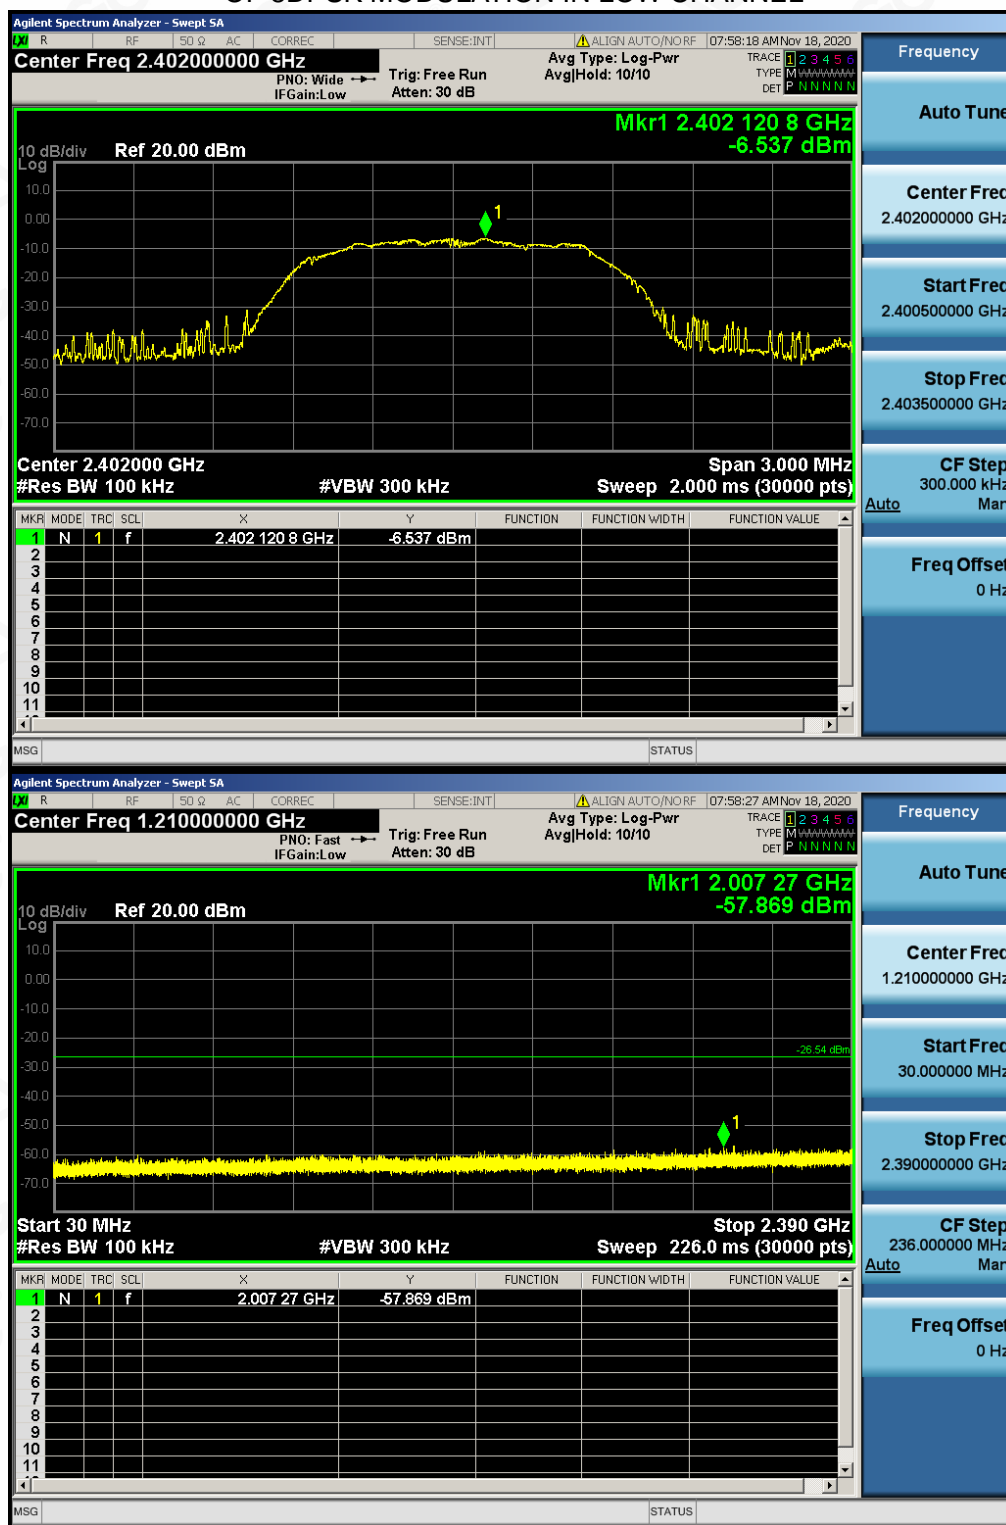 OF 8DPSK MODULATION IN LOW CHANNEL
Agilent Spectrum Analyzer - Swept SA
LXI R RF 50 Ω AC CORREC SENSE:INT ALIGN AUTO/NO RF 07:58:18 AM Nov 18, 2020
Center Freq 2.402000000 GHz
PNO: Wide
IFGain:Low
Trig: Free Run
Atten: 30 dB
Avg Type: Log-Pwr
Avg|Hold: 10/10
TRACE 1 2 3 4 5 6
TYPE M
DET P N N N N N
Mkr1 2.402 120 8 GHz
-6.537 dBm
10 dB/div Ref 20.00 dBm
Log
10.0
0.00
-10.0
-20.0
-30.0
-40.0
-50.0
-60.0
-70.0
1
Center 2.402000 GHz Span 3.000 MHz
#Res BW 100 kHz #VBW 300 kHz Sweep 2.000 ms (30000 pts)
MKR MODE TRC SCL X Y FUNCTION FUNCTION WIDTH FUNCTION VALUE
1 N 1 f 2.402 120 8 GHz -6.537 dBm
2
3
4
5
6
7
8
9
10
11
MSG STATUS
Frequency
Auto Tune
Center Freq
2.402000000 GHz
Start Freq
2.400500000 GHz
Stop Freq
2.403500000 GHz
CF Step
300.000 kHz
Auto Man
Freq Offset
0 Hz
Agilent Spectrum Analyzer - Swept SA
LXI R RF 50 Ω AC CORREC SENSE:INT ALIGN AUTO/NO RF 07:58:27 AM Nov 18, 2020
Center Freq 1.210000000 GHz
PNO: Fast
IFGain:Low
Trig: Free Run
Atten: 30 dB
Avg Type: Log-Pwr
Avg|Hold: 10/10
TRACE 1 2 3 4 5 6
TYPE M
DET P N N N N N
Mkr1 2.007 27 GHz
-57.869 dBm
10 dB/div Ref 20.00 dBm
Log
10.0
0.00
-10.0
-20.0
-30.0
-40.0
-50.0
-60.0
-70.0
-26.54 dBm
1
Start 30 MHz Stop 2.390 GHz
#Res BW 100 kHz #VBW 300 kHz Sweep 226.0 ms (30000 pts)
MKR MODE TRC SCL X Y FUNCTION FUNCTION WIDTH FUNCTION VALUE
1 N 1 f 2.007 27 GHz -57.869 dBm
2
3
4
5
6
7
8
9
10
11
MSG STATUS
Frequency
Auto Tune
Center Freq
1.210000000 GHz
Start Freq
30.000000 MHz
Stop Freq
2.390000000 GHz
CF Step
236.000000 MHz
Auto Man
Freq Offset
0 Hz